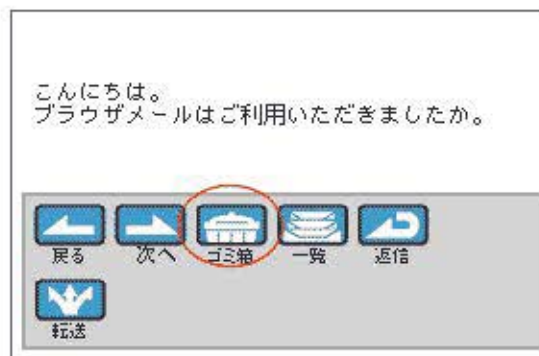 こんにちは。
ブラウザメールはご利用いただきましたか。
戻る 次へ ゴミ箱 一覧 返信
転送